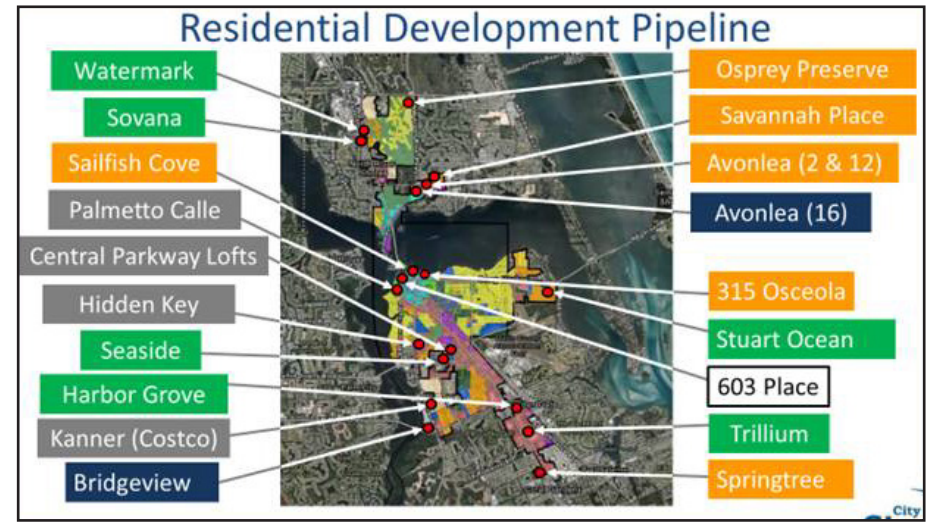 Residential Development Pipeline
Watermark
Sovana
Sailfish Cove
Palmetto Calle
Central Parkway Lofts
Hidden Key
Seaside
Harbor Grove
Kanner (Costco)
Bridgeview
Osprey Preserve
Savannah Place
Avonlea (2 & 12)
Avonlea (16)
315 Osceola
Stuart Ocean
603 Place
Trillium
Springtree
City